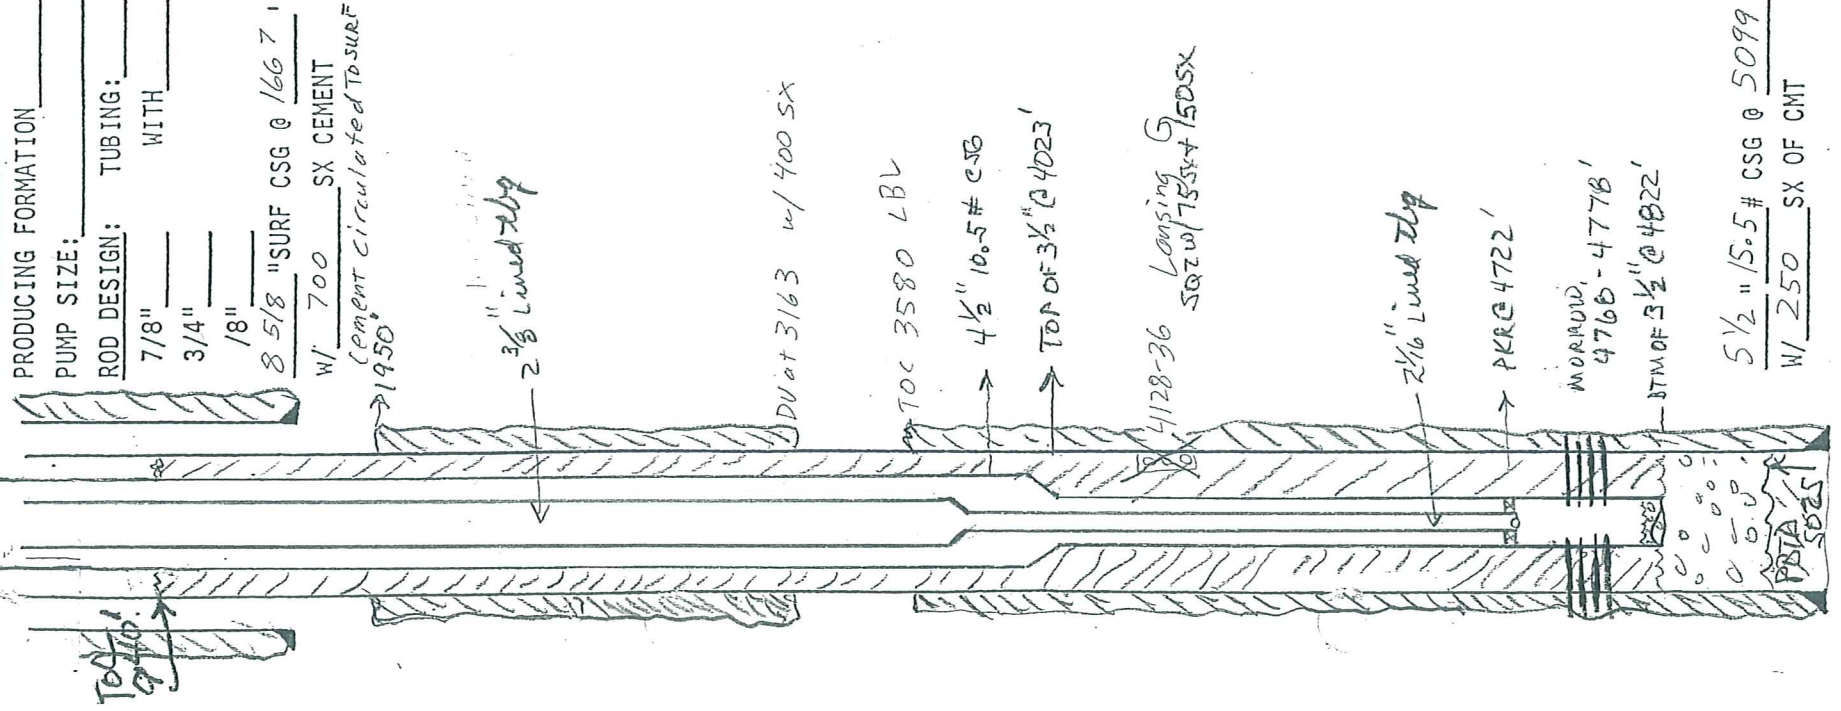 PRODUCING FORMATION
PUMP SIZE:
ROD DESIGN: TUBING:
7/8" WITH
3/4"
/8"
8 5/8 "SURF CSG @ 1667'
W/ 700 SX CEMENT
Cement circulated To SURF
1950'
2 3/8" Lined tbg
DV at 3163 w/ 400 SX
TOC 3580 LBL
4 1/2" 10.5# CSG
TOP OF 3 1/2" @ 4023'
4128-36 Lansing G
SQZ w/ 75sx + 150sx
2 1/16" Lined tbg
PKR @ 4722'
MORROW,
4768-4778'
BTM OF 3 1/2" @ 4822'
5 1/2 " 15.5# CSG @ 5099
W/ 250 SX OF CMT
TOC
940'
PBTD
5025'